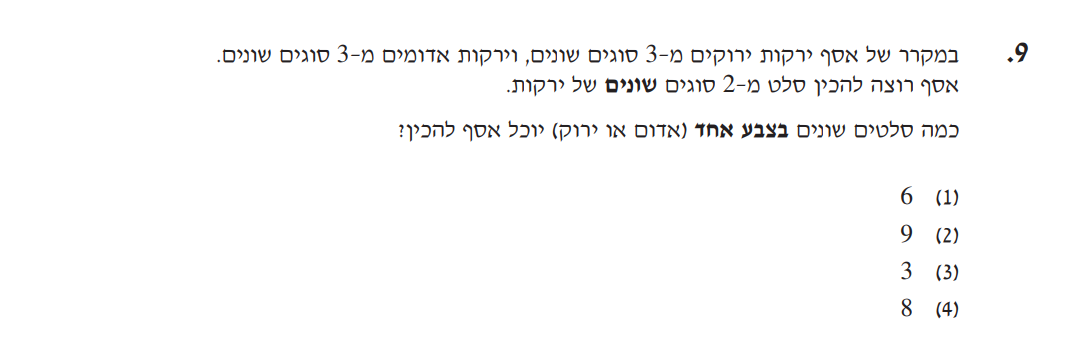 9. במקרר של אסף ירקות ירוקים מ-3 סוגים שונים, וירקות אדומים מ-3 סוגים שונים.
אסף רוצה להכין סלט מ-2 סוגים שונים של ירקות.
כמה סלטים שונים בצבע אחד (אדום או ירוק) יוכל אסף להכין?
(1) 6
(2) 9
(3) 3
(4) 8